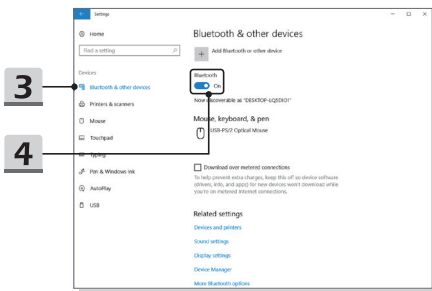 Settings
Home
Find a setting
Devices
Bluetooth & other devices
Printers & scanners
Mouse
Touchpad
Typing
Pen & Windows Ink
AutoPlay
USB
3
4
Bluetooth & other devices
Add Bluetooth or other device
Bluetooth
On
Now discoverable as "DESKTOP-LQSDIO1"
Mouse, keyboard, & pen
USB-PS/2 Optical Mouse
Download over metered connections
To help prevent extra charges, keep this off so device software
(drivers, info, and apps) for new devices won't download while
you're on metered Internet connections.
Related settings
Devices and printers
Sound settings
Display settings
Device Manager
More Bluetooth options